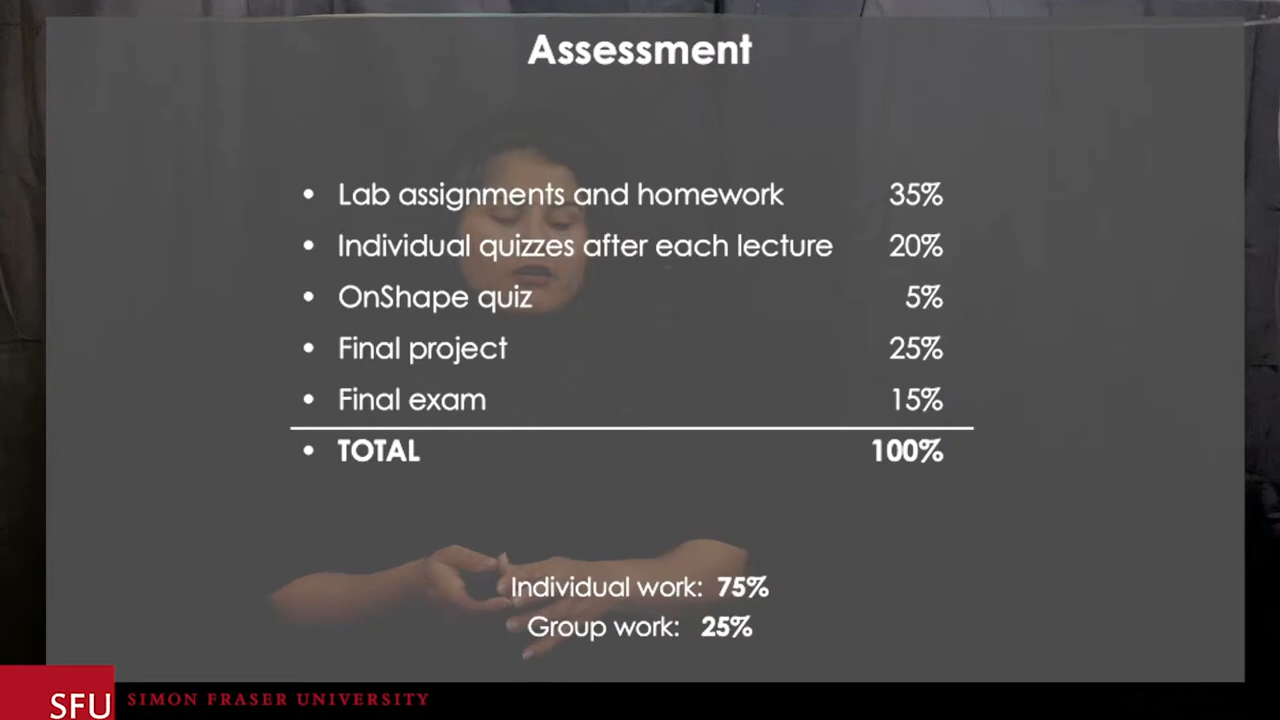 Assessment
• Lab assignments and homework 35%
• Individual quizzes after each lecture 20%
• OnShape quiz 5%
• Final project 25%
• Final exam 15%
• TOTAL 100%
Individual work: 75%
Group work: 25%
SFU SIMON FRASER UNIVERSITY